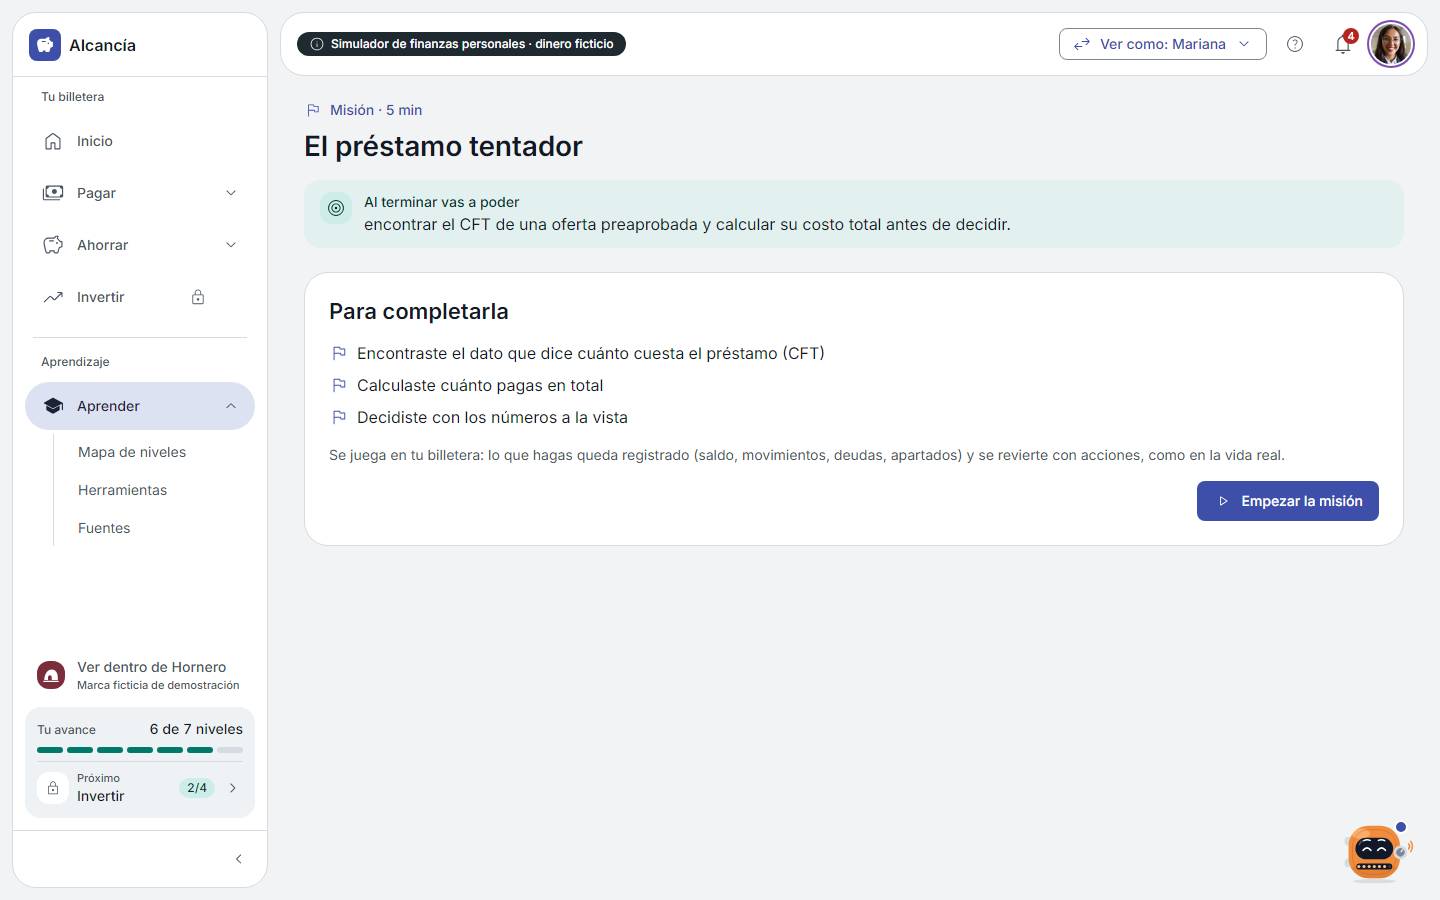 Alcancía
Simulador de finanzas personales · dinero ficticio
Ver como: Mariana
4
Tu billetera
Inicio
Pagar
Ahorrar
Invertir
Aprendizaje
Aprender
Mapa de niveles
Herramientas
Fuentes
Ver dentro de Hornero
Marca ficticia de demostración
Tu avance
6 de 7 niveles
Próximo
Invertir
2/4
Misión · 5 min
El préstamo tentador
Al terminar vas a poder
encontrar el CFT de una oferta preaprobada y calcular su costo total antes de decidir.
Para completarla
Encontraste el dato que dice cuánto cuesta el préstamo (CFT)
Calculaste cuánto pagas en total
Decidiste con los números a la vista
Se juega en tu billetera: lo que hagas queda registrado (saldo, movimientos, deudas, apartados) y se revierte con acciones, como en la vida real.
Empezar la misión